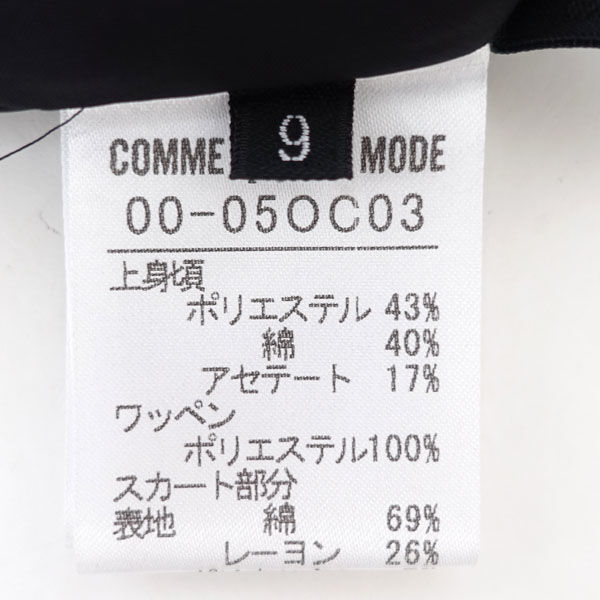 9
COMME MODE
00-05OC03
上身頃
ポリエステル 43%
綿 40%
アセテート 17%
ワッペン
ポリエステル100%
スカート部分
表地 綿 69%
レーヨン 26%